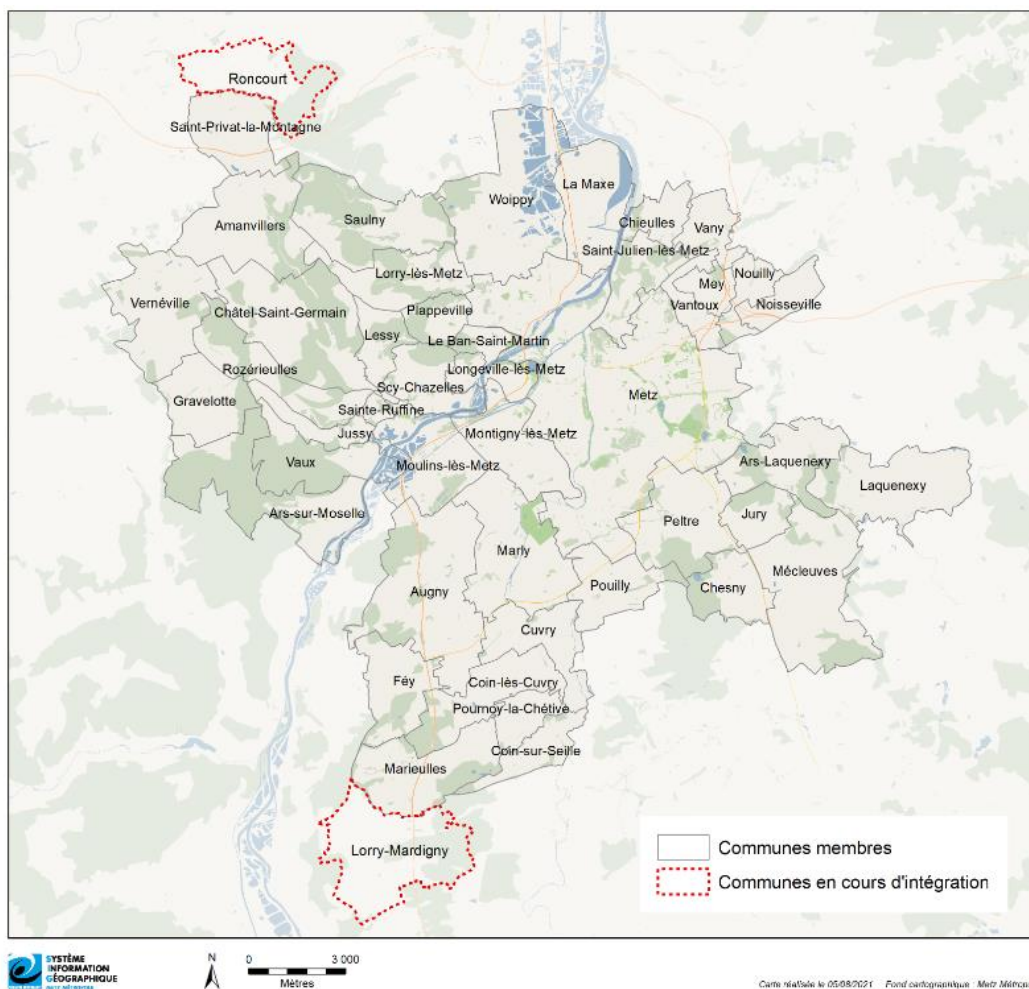 Roncourt
Saint-Privat-la-Montagne
Woippy
La Maxe
Amanvillers
Saulny
Chieulles
Vany
Saint-Julien-lès-Metz
Lorry-lès-Metz
Mey
Nouilly
Vernéville
Châtel-Saint-Germain
Plappeville
Vantoux
Noisseville
Lessy
Le Ban-Saint-Martin
Rozérieulles
Longeville-lès-Metz
Scy-Chazelles
Gravelotte
Metz
Sainte-Ruffine
Jussy
Montigny-lès-Metz
Vaux
Moulins-lès-Metz
Ars-Laquenexy
Laquenexy
Ars-sur-Moselle
Peltre
Jury
Marly
Mécleuves
Augny
Pouilly
Chesny
Cuvry
Féy
Coin-lès-Cuvry
Pournoy-la-Chétive
Coin-sur-Seille
Marieulles
Lorry-Mardigny
Communes membres
Communes en cours d'intégration
SYSTÈME
INFORMATION
GÉOGRAPHIQUE
N
0 3 000
Mètres
Carte réalisée le 05/08/2021 Fond cartographique : Metz Métropo